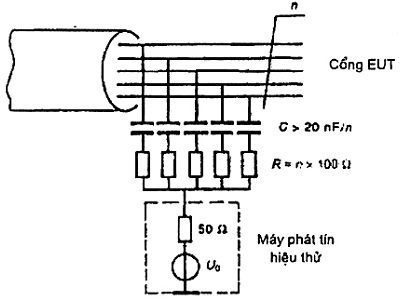 n
Cổng EUT
C > 20 nF/n
R = n × 100 Ω
50 Ω
U₀
Máy phát tín
hiệu thử